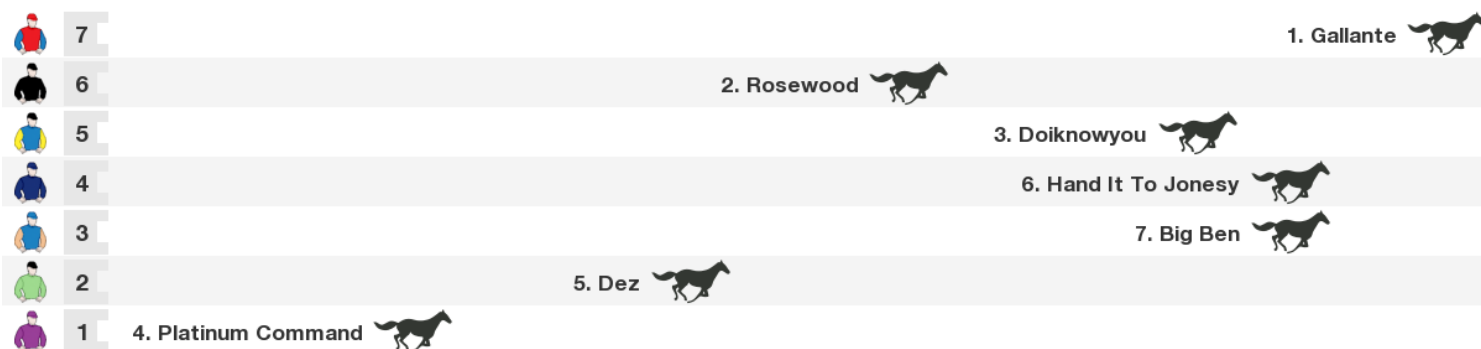 7 1. Gallante
6 2. Rosewood
5 3. Doiknowyou
4 6. Hand It To Jonesy
3 7. Big Ben
2 5. Dez
1 4. Platinum Command